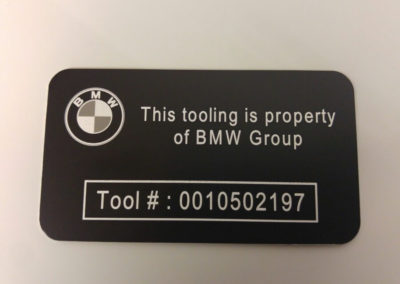 BMW
This tooling is property
of BMW Group
Tool # : 0010502197